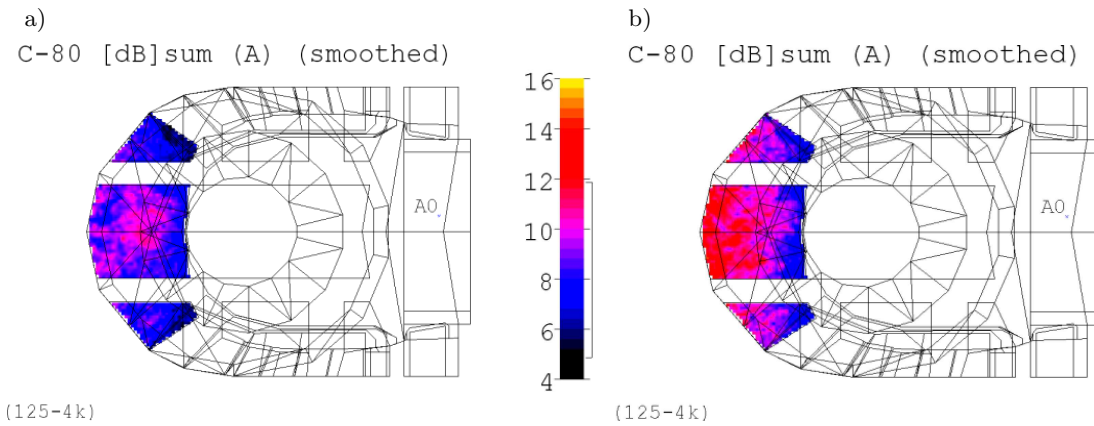 a)
C-80 [dB]sum (A) (smoothed)
A0
(125-4k)
16
14
12
10
8
6
4
b)
C-80 [dB]sum (A) (smoothed)
A0
(125-4k)